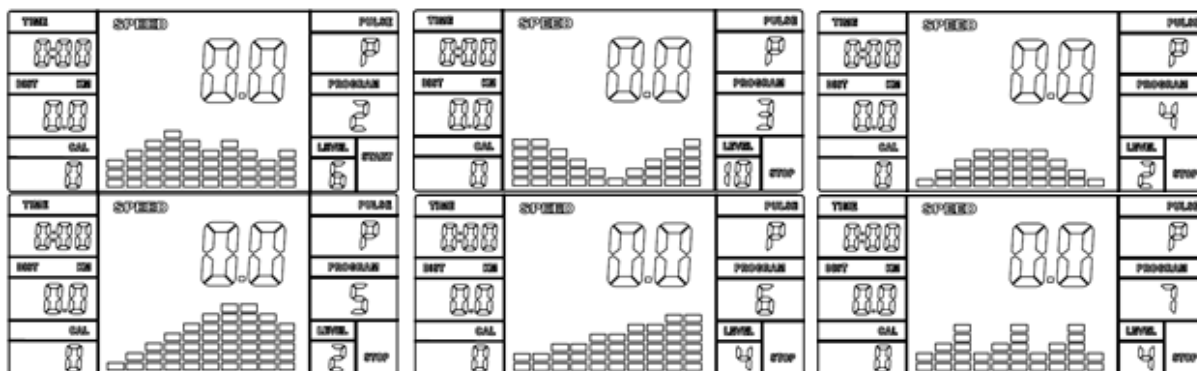 TIME SPEED PULSE
0:00 0.0 P
DIST KM PROGRAM
0.0 2
CAL LEVEL START
0 6
TIME SPEED PULSE
0:00 0.0 P
DIST KM PROGRAM
0.0 3
CAL LEVEL
0 10 STOP
TIME SPEED PULSE
0:00 0.0 P
DIST KM PROGRAM
0.0 4
CAL LEVEL
0 2 STOP
TIME SPEED PULSE
0:00 0.0 P
DIST KM PROGRAM
0.0 5
CAL LEVEL
0 2 STOP
TIME SPEED PULSE
0:00 0.0 P
DIST KM PROGRAM
0.0 6
CAL LEVEL
0 4 STOP
TIME SPEED PULSE
0:00 0.0 P
DIST KM PROGRAM
0.0 7
CAL LEVEL
0 4 STOP